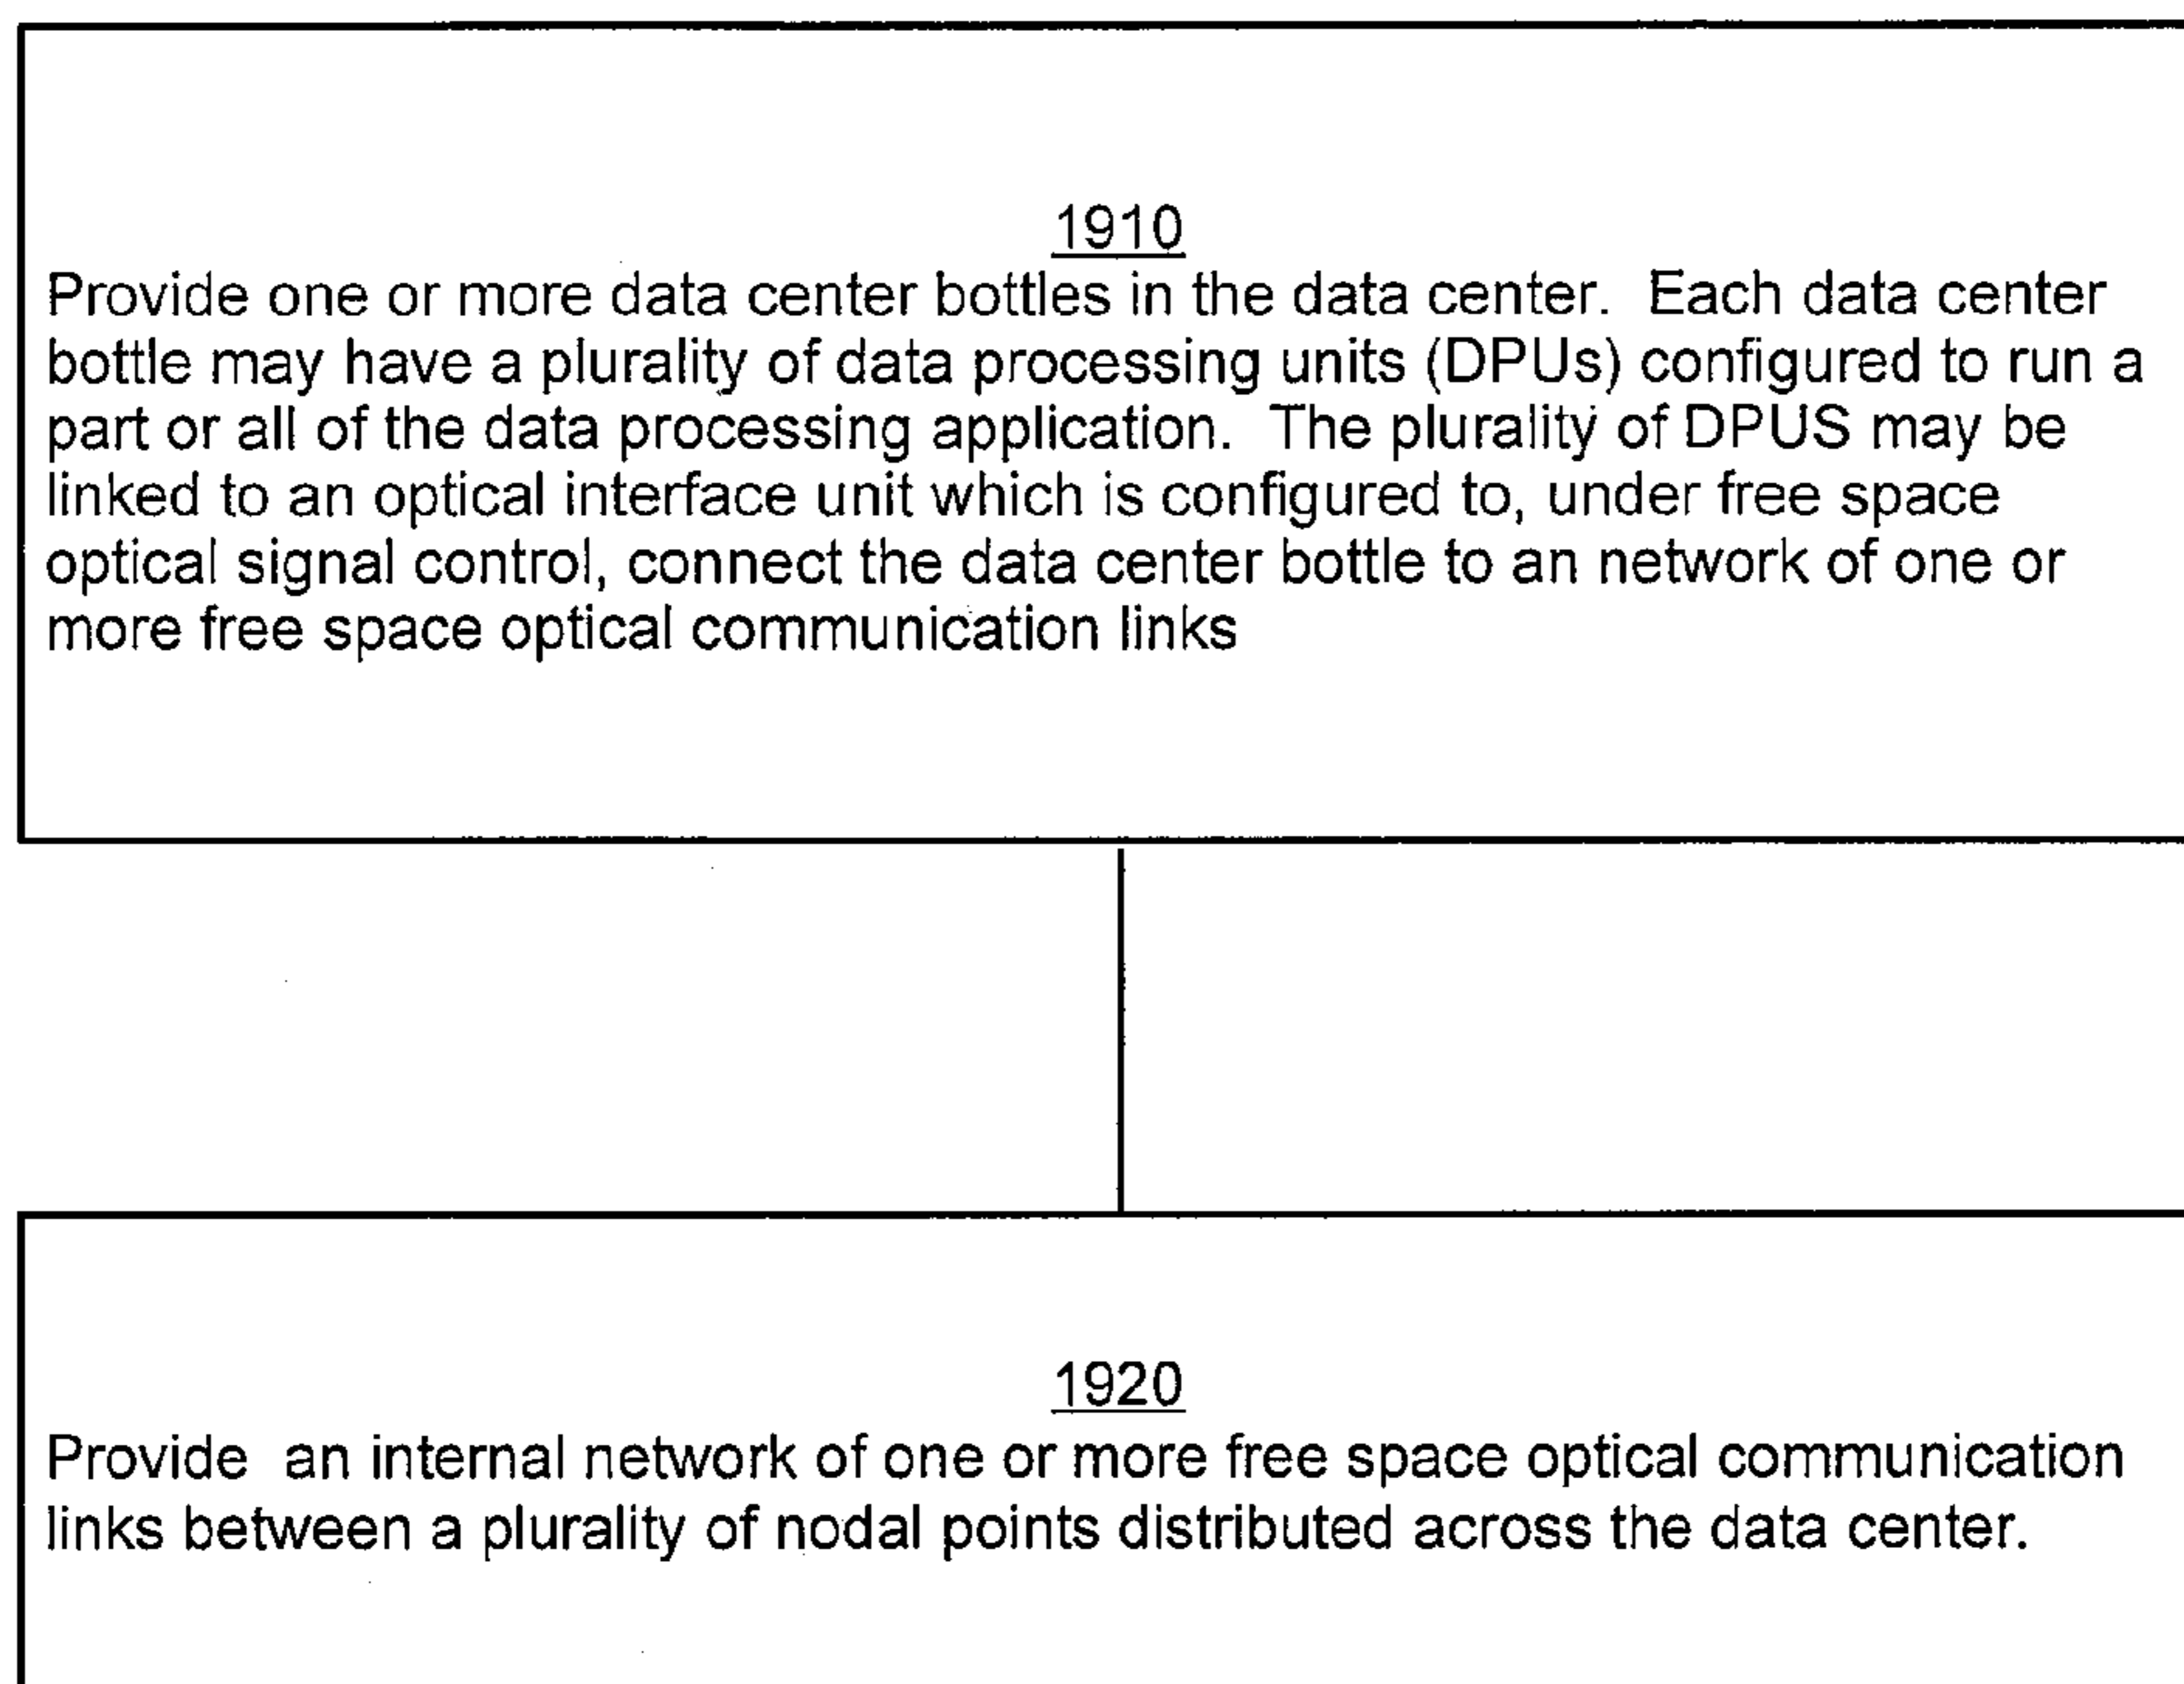 1910
Provide one or more data center bottles in the data center. Each data center
bottle may have a plurality of data processing units (DPUs) configured to run a
part or all of the data processing application. The plurality of DPUS may be
linked to an optical interface unit which is configured to, under free space
optical signal control, connect the data center bottle to an network of one or
more free space optical communication links
1920
Provide an internal network of one or more free space optical communication
links between a plurality of nodal points distributed across the data center.